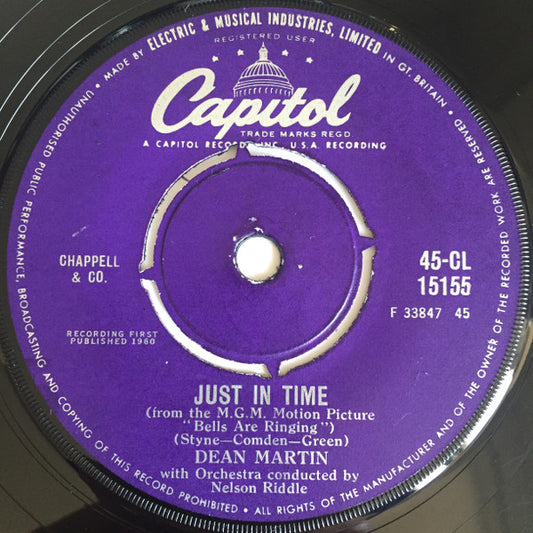 MADE BY ELECTRIC & MUSICAL INDUSTRIES, LIMITED IN GT. BRITAIN •
REGISTERED USER
Capitol
TRADE MARKS REGD
A CAPITOL RECORDS INC., U.S.A. RECORDING
CHAPPELL
& CO.
45-CL
15155
F 33847 45
RECORDING FIRST
PUBLISHED 1960
JUST IN TIME
(from the M.G.M. Motion Picture
"Bells Are Ringing")
(Styne—Comden—Green)
DEAN MARTIN
with Orchestra conducted by
Nelson Riddle
ALL RIGHTS OF THE MANUFACTURER AND OF THE OWNER OF THE RECORDED WORK ARE RESERVED •
UNAUTHORISED PUBLIC PERFORMANCE, BROADCASTING AND COPYING OF THIS RECORD PROHIBITED •